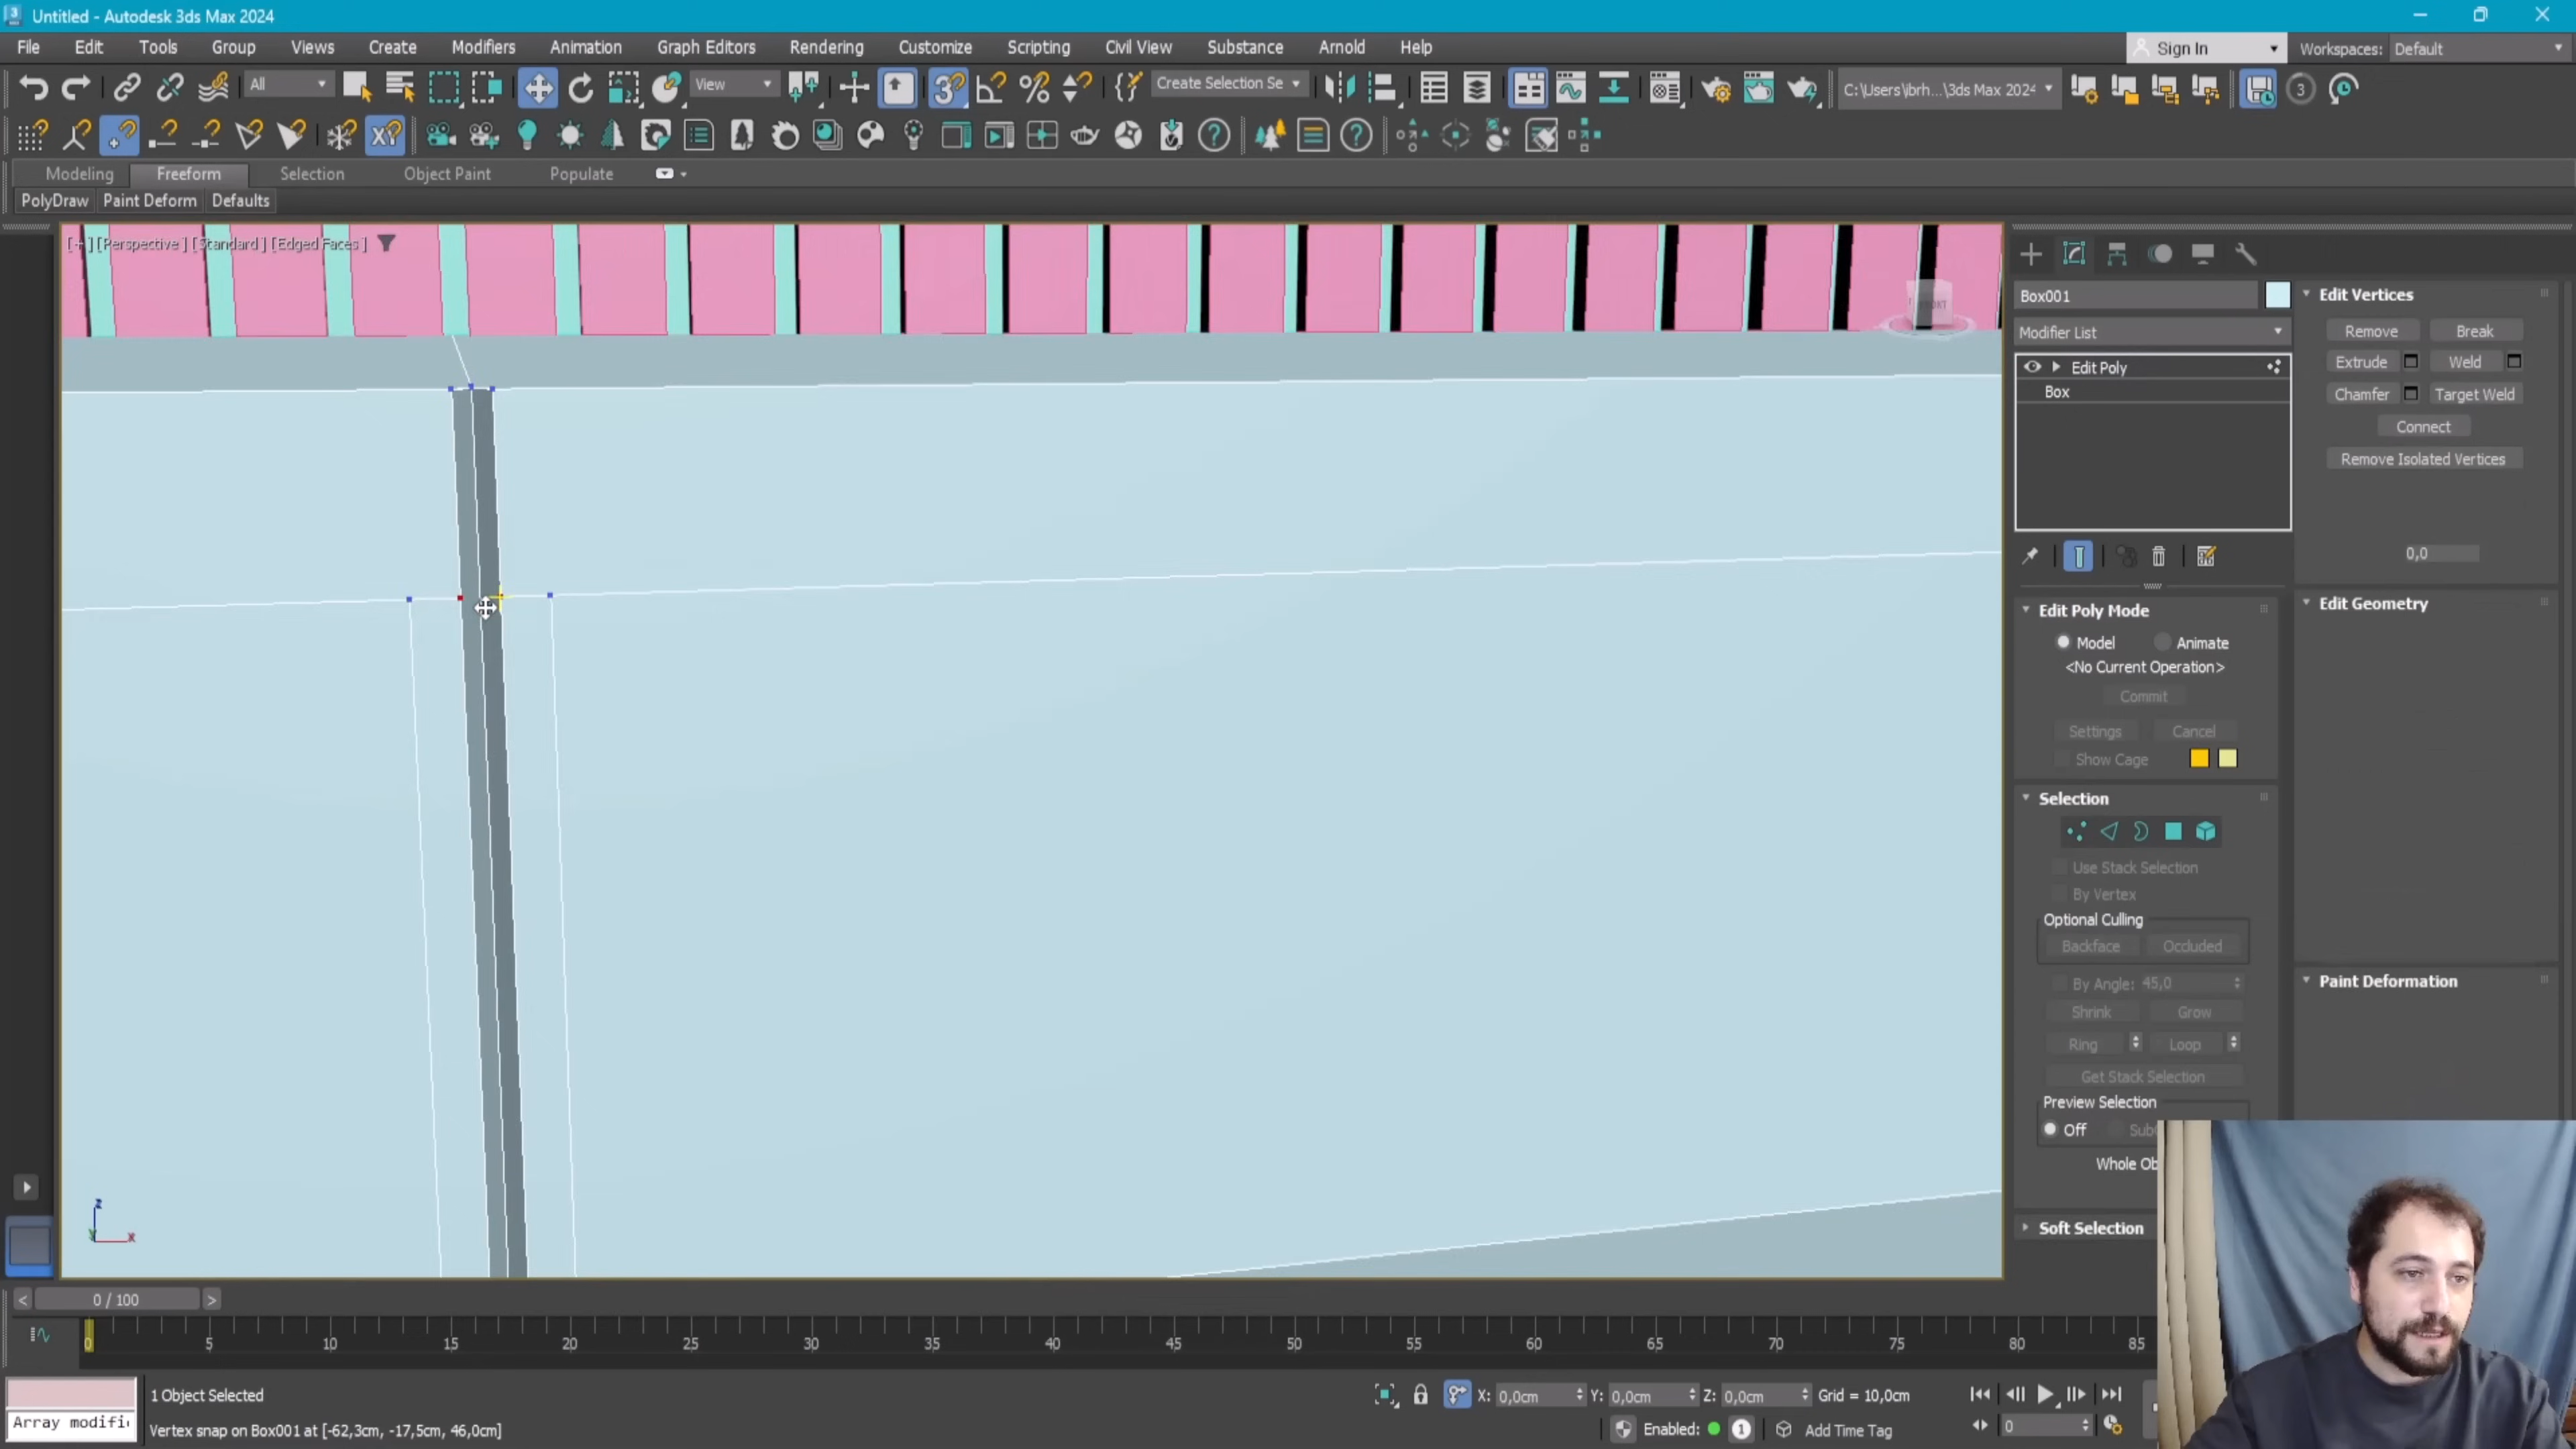 Untitled - Autodesk 3ds Max 2024
File Edit Tools Group Views Create Modifiers Animation Graph Editors Rendering Customize Scripting Civil View Substance Arnold Help
Sign In Workspaces: Default
All View Create Selection Se C:\Users\ibrh...\3ds Max 2024
Modeling Freeform Selection Object Paint Populate
PolyDraw Paint Deform Defaults
[+] [Perspective] [Standard] [Edged Faces]
Box001
Modifier List
Edit Poly
Box
Edit Vertices
Remove Break
Extrude Weld
Chamfer Target Weld
Connect
Remove Isolated Vertices
0,0
Edit Poly Mode
Model Animate
<No Current Operation>
Commit
Settings Cancel
Show Cage
Edit Geometry
Selection
Use Stack Selection
By Vertex
Optional Culling
Backface Occluded
By Angle: 45,0
Shrink Grow
Ring Loop
Get Stack Selection
Preview Selection
Off
Paint Deformation
Soft Selection
z
x
< 0 / 100 >
0 5 10 15 20 25 30 35 40 45 50 55 60 65 70 75 80 85
1 Object Selected
X: 0,0cm Y: 0,0cm Z: 0,0cm Grid = 10,0cm
Vertex snap on Box001 at [-62,3cm, -17,5cm, 46,0cm]
Enabled: 1 Add Time Tag
0